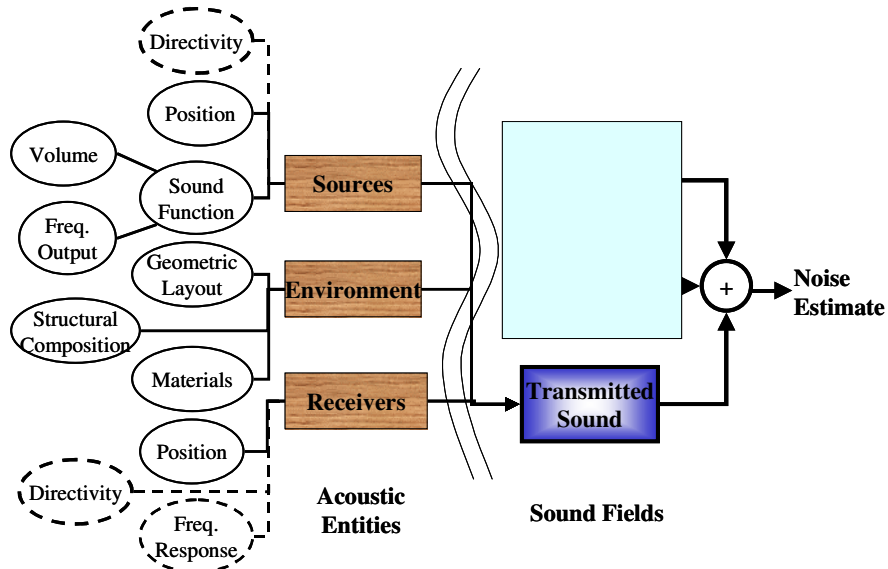 Directivity
Position
Volume
Sound
Function
Freq.
Output
Sources
Geometric
Layout
Environment
Structural
Composition
Materials
Receivers
Position
Directivity
Freq.
Response
Acoustic
Entities
Transmitted
Sound
Sound Fields
+
Noise
Estimate